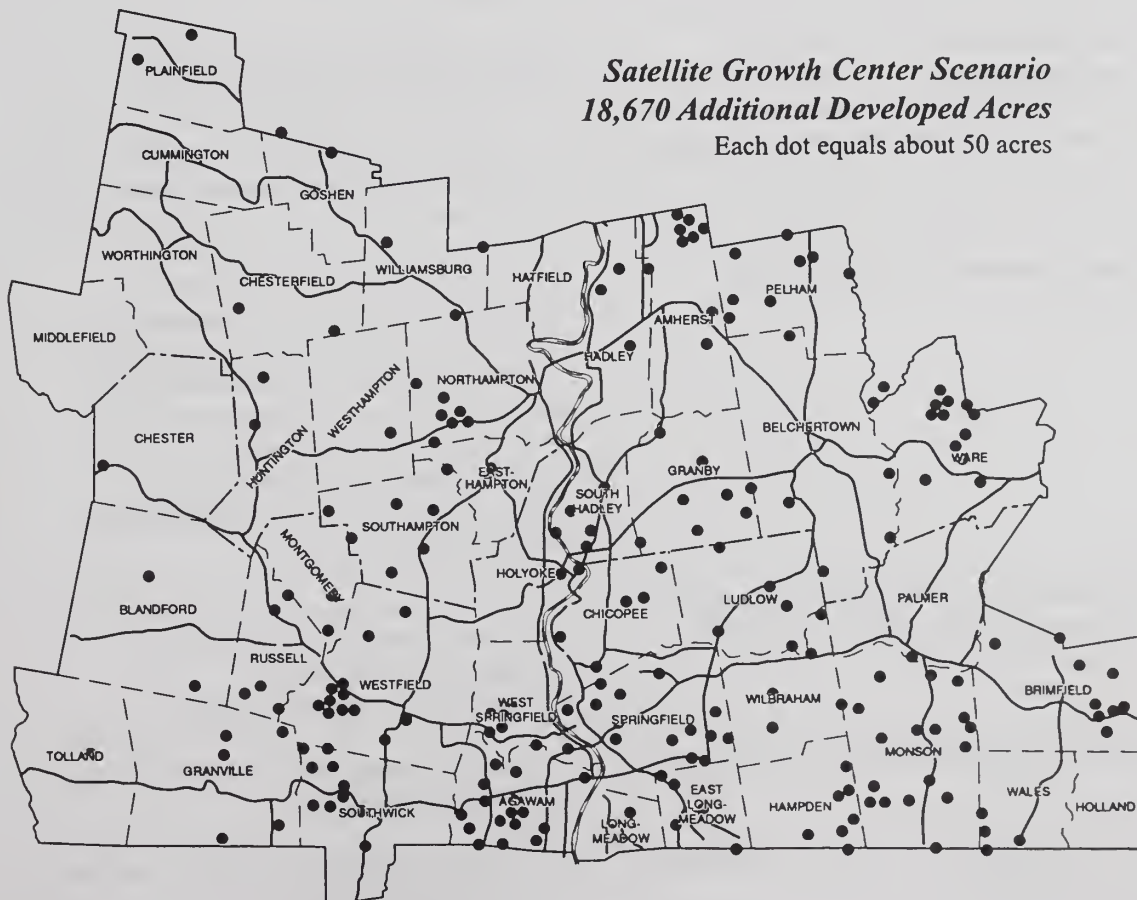 Satellite Growth Center Scenario
18,670 Additional Developed Acres
Each dot equals about 50 acres
PLAINFIELD
CUMMINGTON
GOSHEN
WORTHINGTON
CHESTERFIELD
WILLIAMSBURG
HATFIELD
PELHAM
MIDDLEFIELD
AMHERST
HADLEY
NORTHAMPTON
WESTHAMPTON
CHESTER
HUNTINGTON
BELCHERTOWN
WARE
EAST-
HAMPTON
GRANBY
SOUTH
HADLEY
SOUTHAMPTON
MONTGOMERY
HOLYOKE
BLANDFORD
CHICOPEE
LUDLOW
PALMER
RUSSELL
WESTFIELD
WEST
SPRINGFIELD
SPRINGFIELD
WILBRAHAM
BRIMFIELD
TOLLAND
GRANVILLE
MONSON
SOUTHWICK
AGAWAM
LONG-
MEADOW
EAST
LONG-
MEADOW
HAMPDEN
WALES
HOLLAND